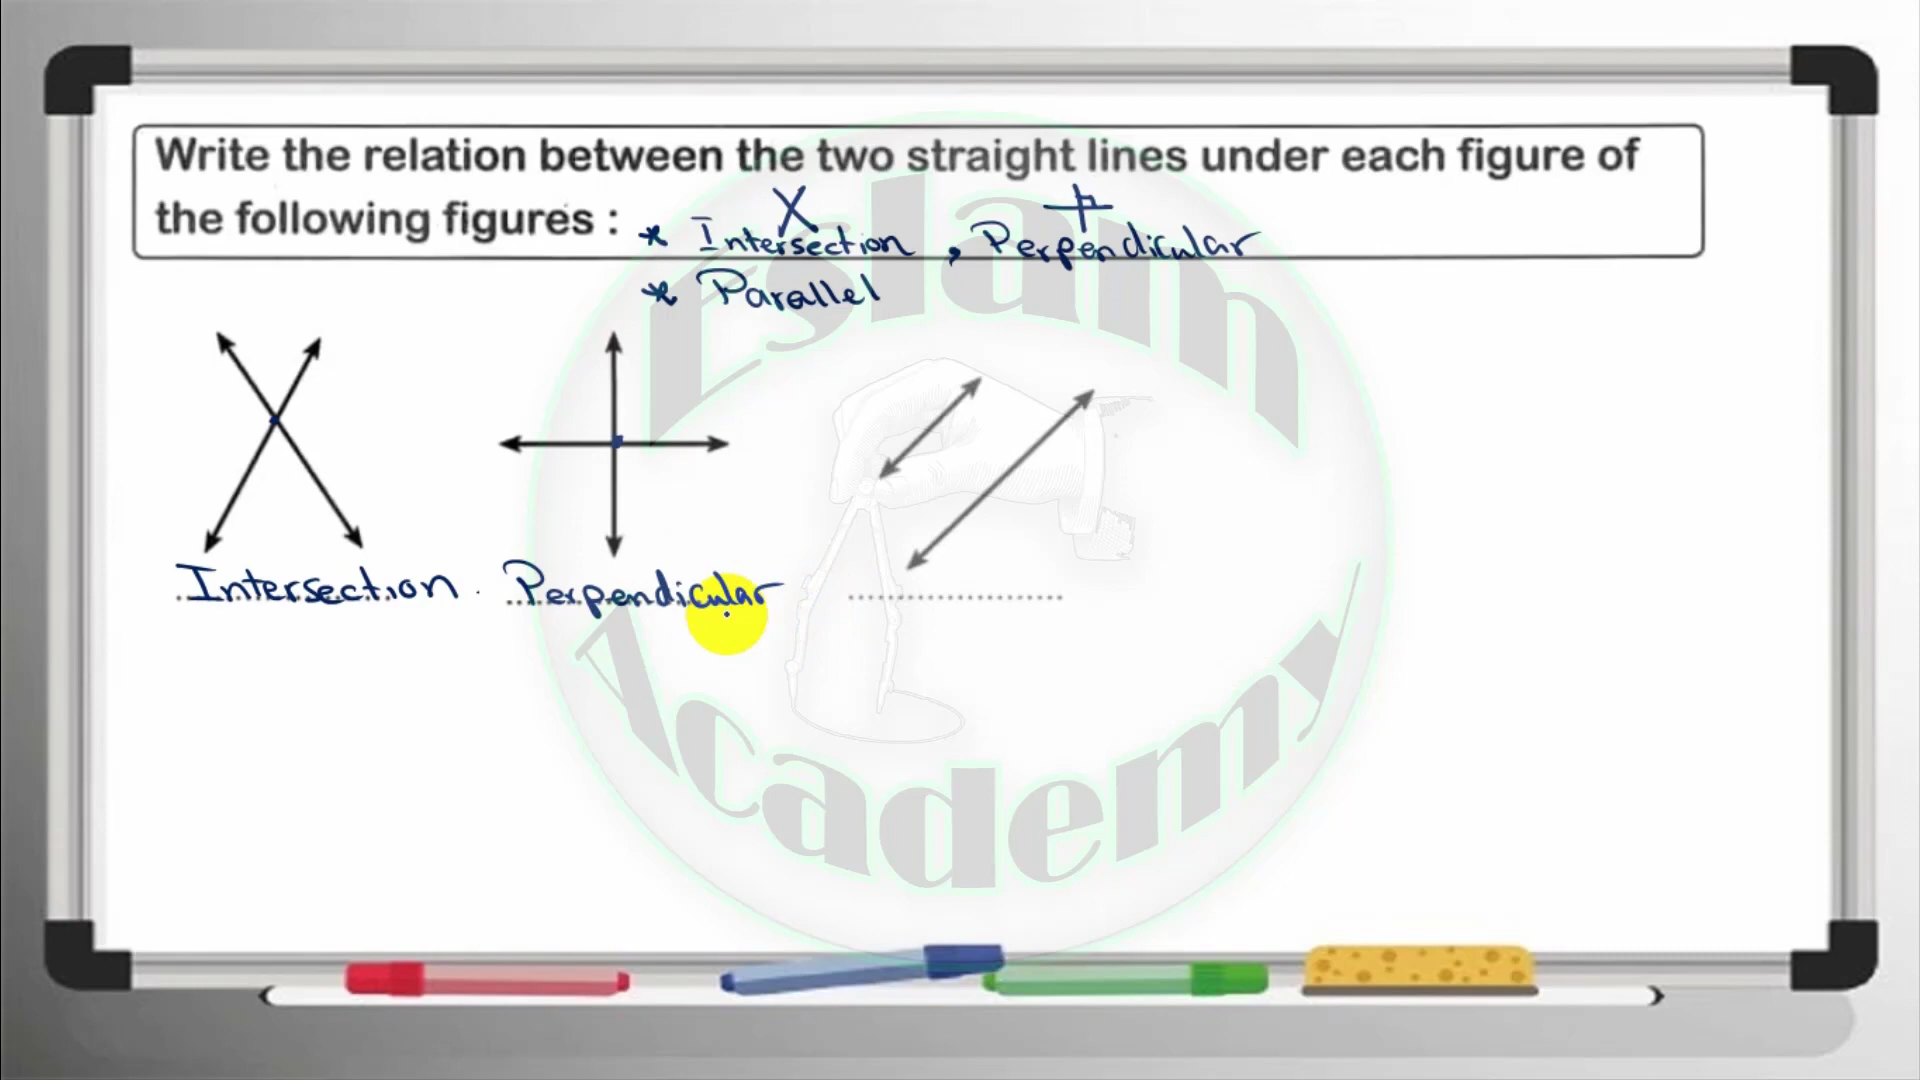 Write the relation between the two straight lines under each figure of
the following figures :
* Intersection , Perpendicular
* Parallel
Intersection
Perpendicular
Eslam
Academy